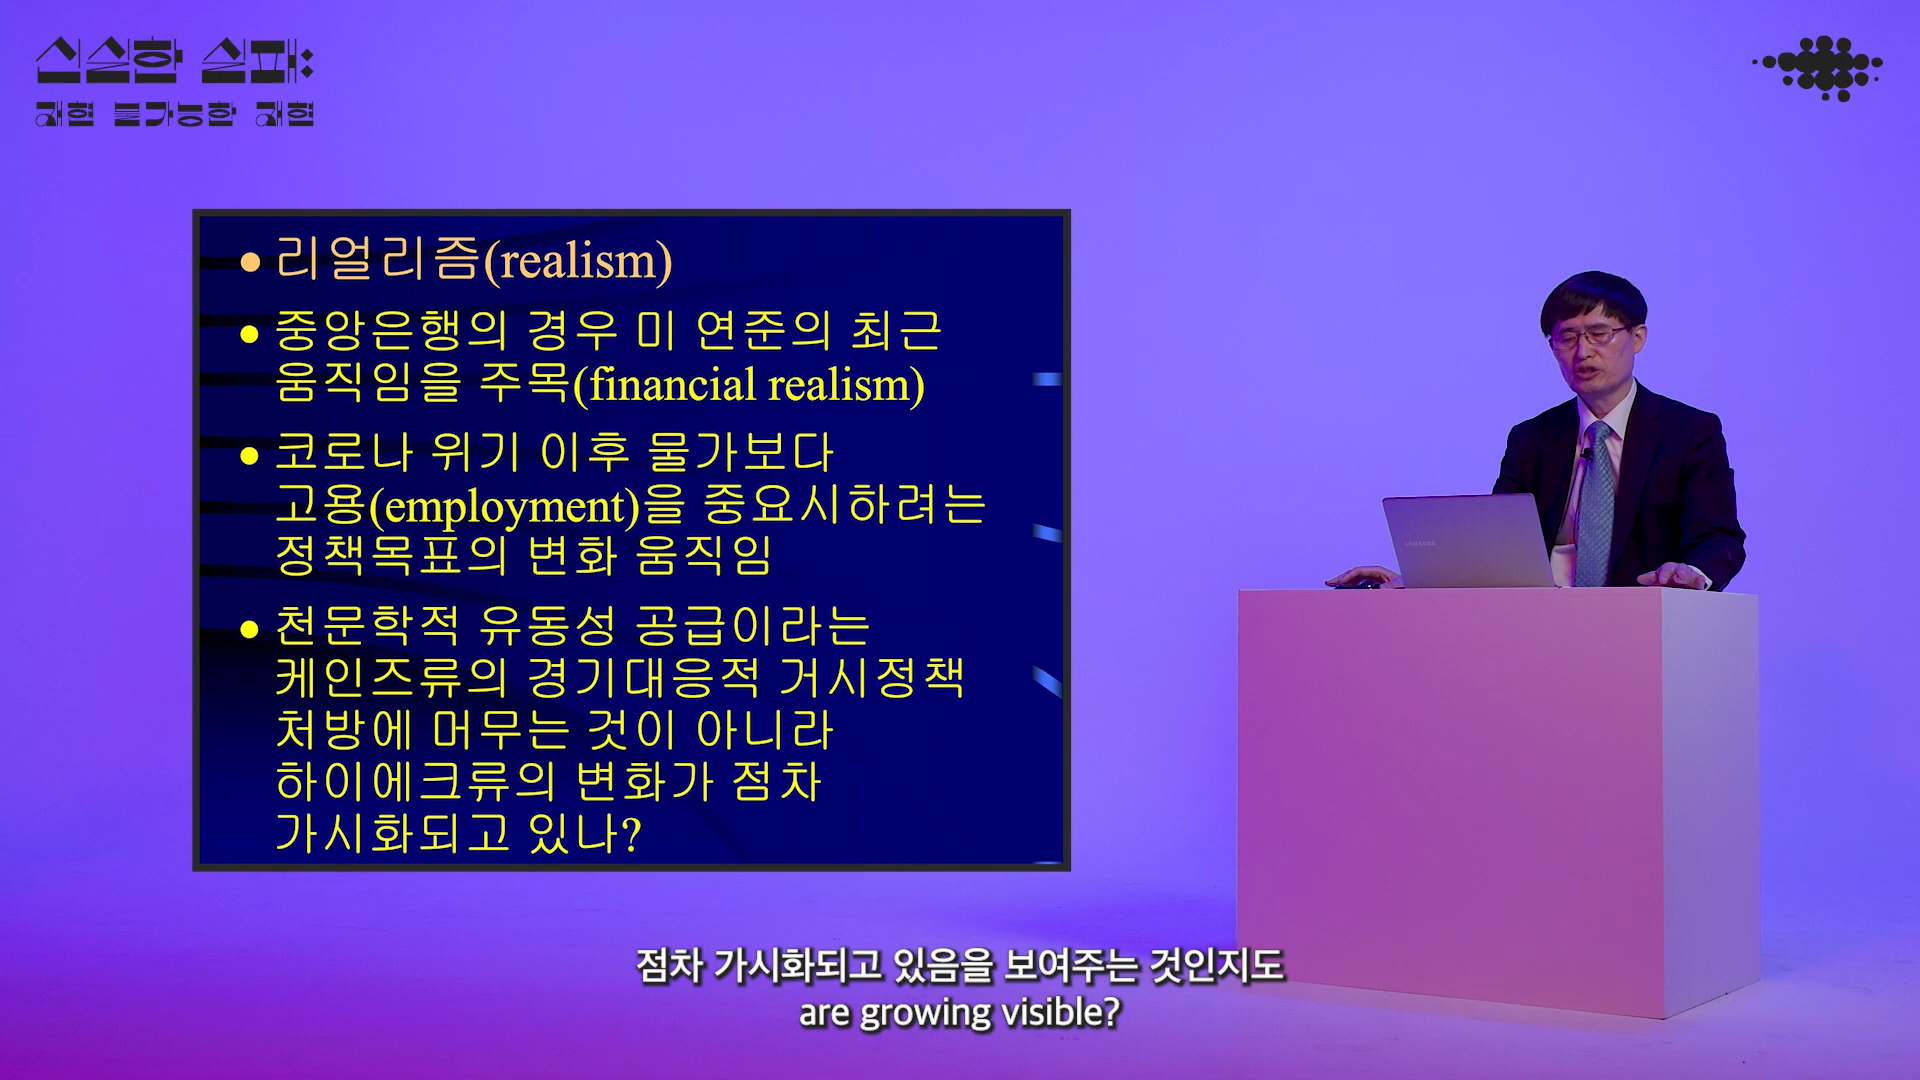 신실한 실패:
재현 불가능한 재현
• 리얼리즘(realism)
• 중앙은행의 경우 미 연준의 최근
움직임을 주목(financial realism)
• 코로나 위기 이후 물가보다
고용(employment)을 중요시하려는
정책목표의 변화 움직임
• 천문학적 유동성 공급이라는
케인즈류의 경기대응적 거시정책
처방에 머무는 것이 아니라
하이에크류의 변화가 점차
가시화되고 있나?
SAMSUNG
점차 가시화되고 있음을 보여주는 것인지도
are growing visible?